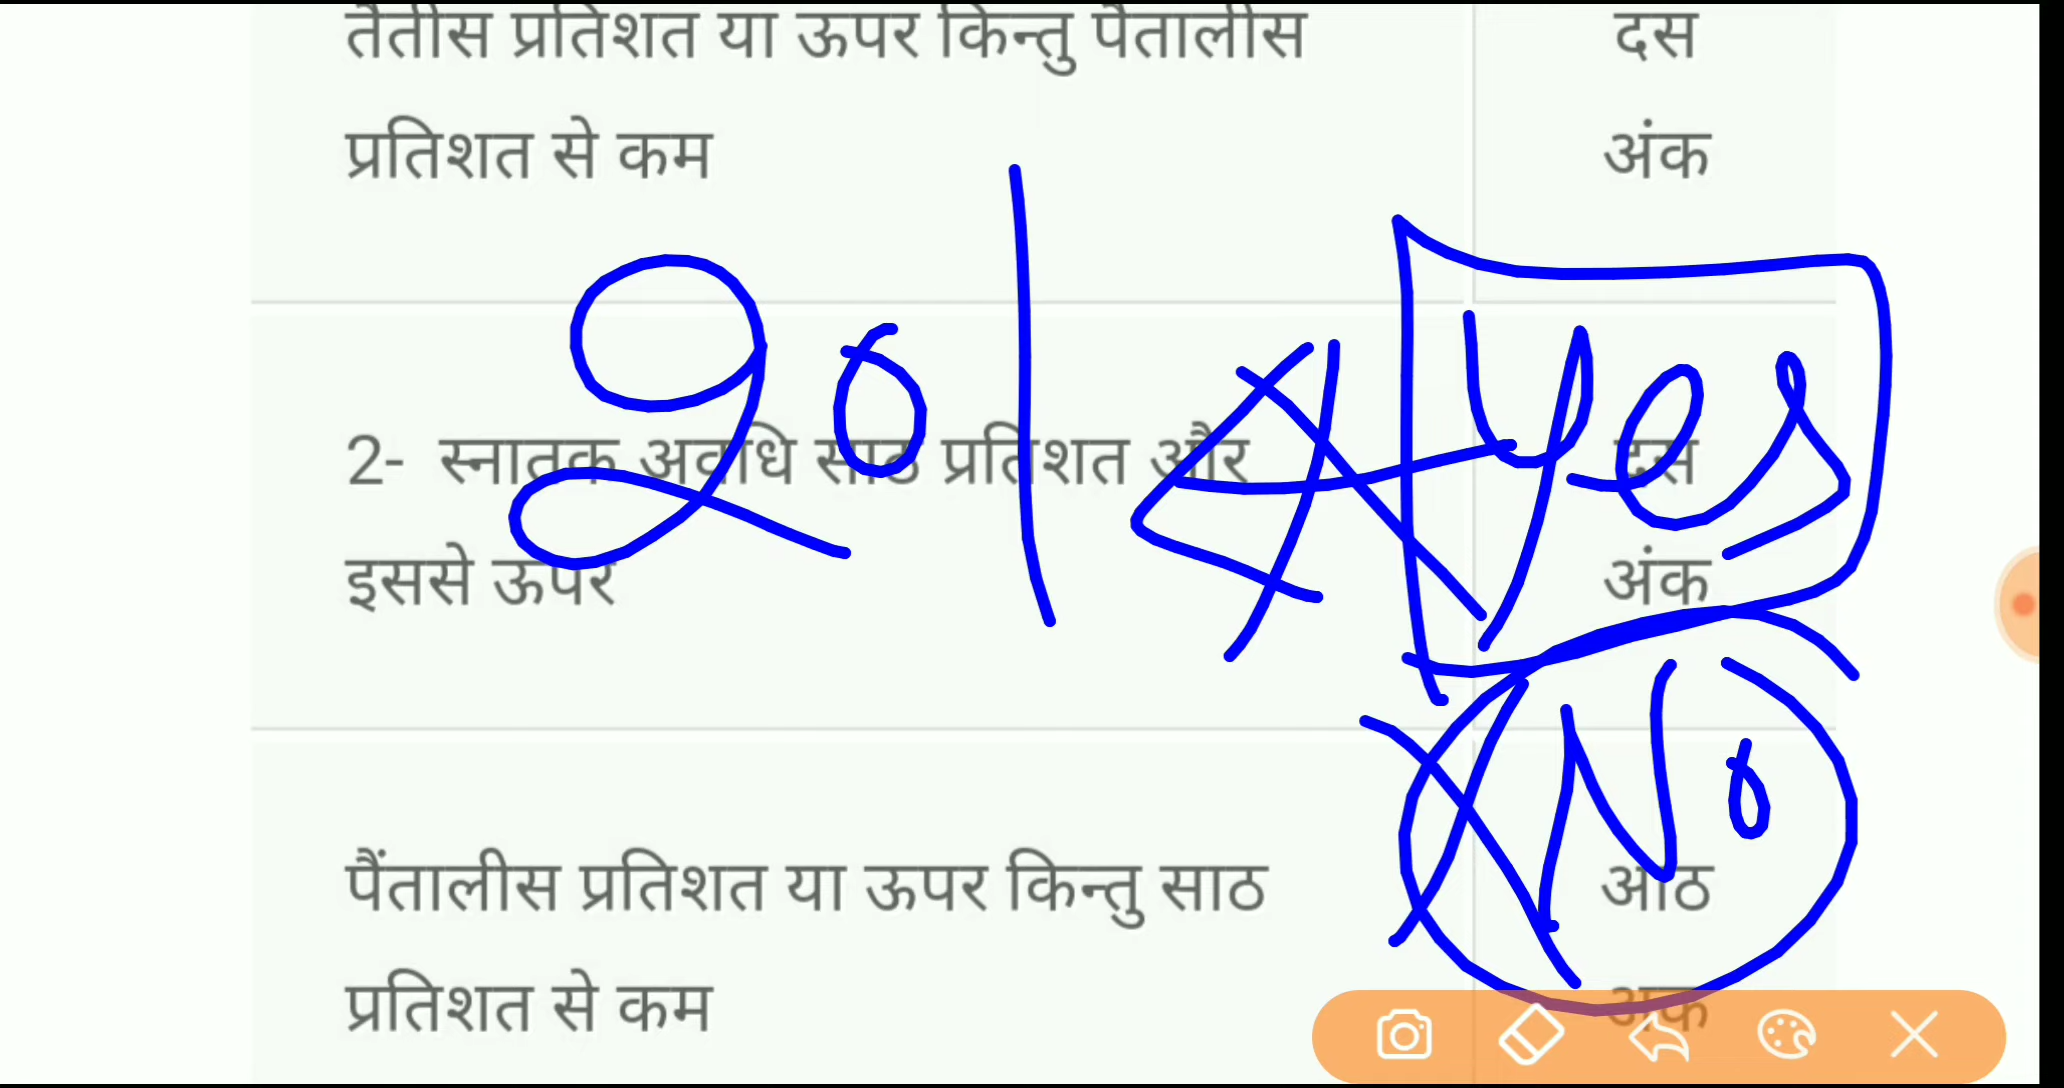 तैंतीस प्रतिशत या ऊपर किन्तु पैंतालीस
प्रतिशत से कम
दस
अंक
2- स्नातक अवधि साठ प्रतिशत और
इससे ऊपर
दस
अंक
पैंतालीस प्रतिशत या ऊपर किन्तु साठ
प्रतिशत से कम
आठ
अंक
20
Yes
No